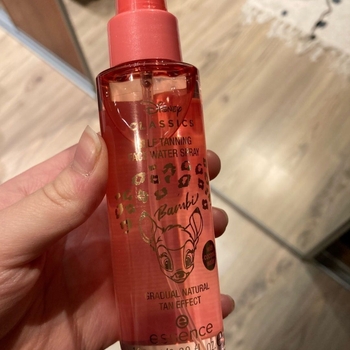 Disney
CLASSICS
TANNING
WATER SPRAY
Bambi
GRADUAL NATURAL
TAN EFFECT
e
essence